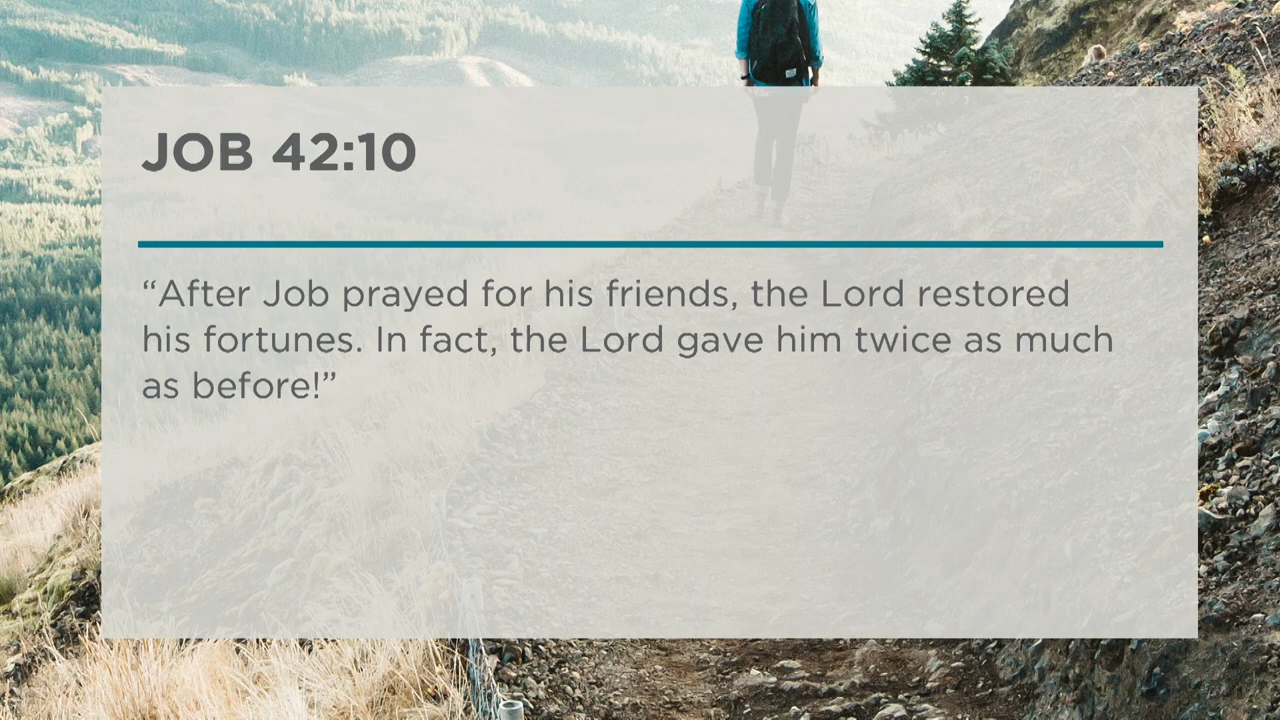 JOB 42:10
“After Job prayed for his friends, the Lord restored
his fortunes. In fact, the Lord gave him twice as much
as before!”